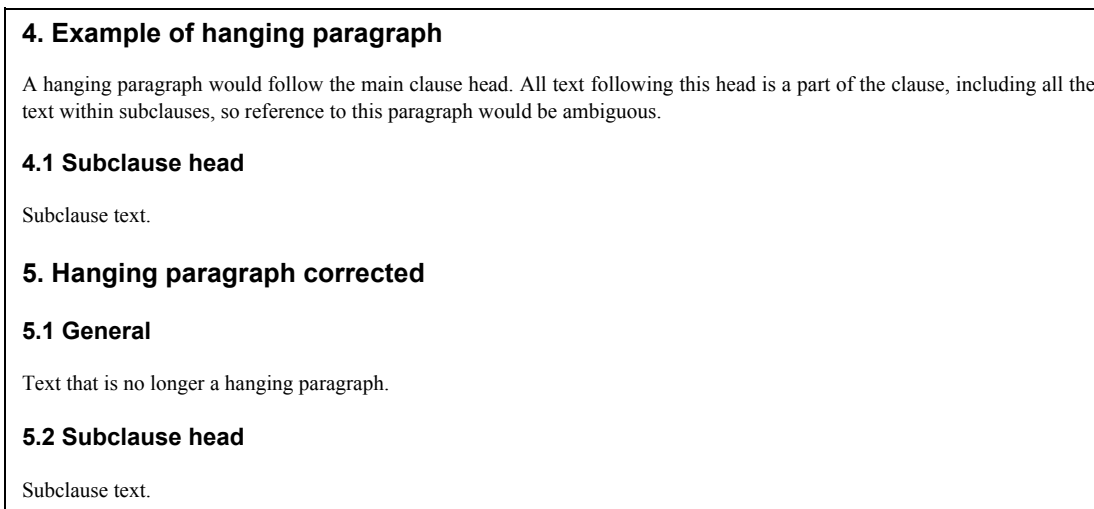 4. Example of hanging paragraph
A hanging paragraph would follow the main clause head. All text following this head is a part of the clause, including all the
text within subclauses, so reference to this paragraph would be ambiguous.
4.1 Subclause head
Subclause text.
5. Hanging paragraph corrected
5.1 General
Text that is no longer a hanging paragraph.
5.2 Subclause head
Subclause text.